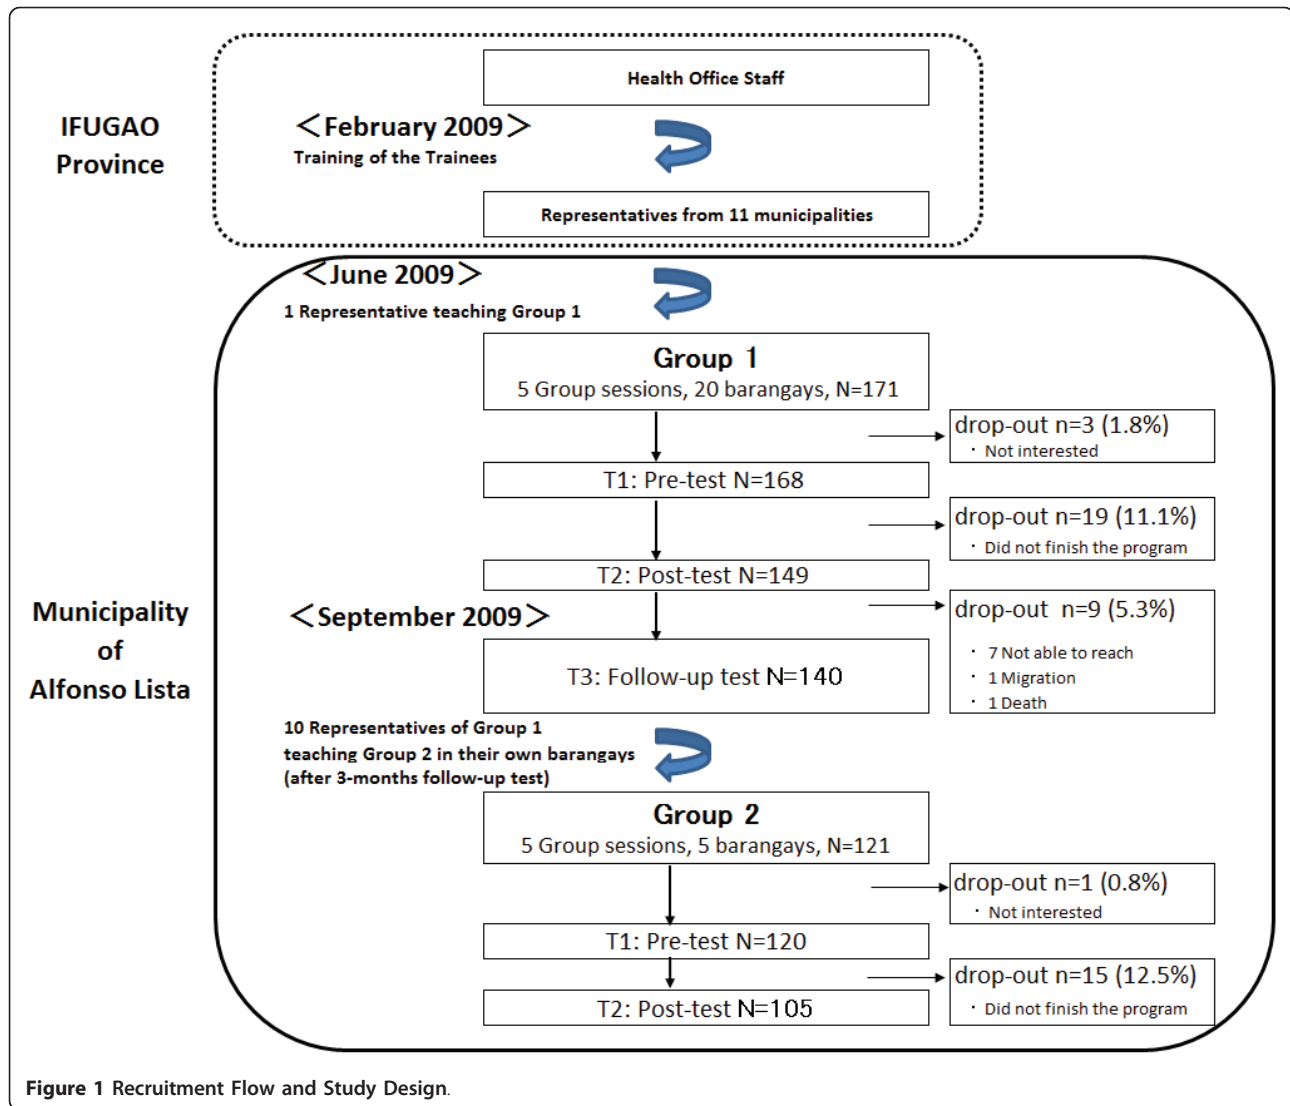 Health Office Staff
IFUGAO
Province
<February 2009>
Training of the Trainees
Representatives from 11 municipalities
<June 2009>
1 Representative teaching Group 1
Group 1
5 Group sessions, 20 barangays, N=171
drop-out n=3 (1.8%)
・ Not interested
T1: Pre-test N=168
drop-out n=19 (11.1%)
・ Did not finish the program
T2: Post-test N=149
Municipality
of
Alfonso Lista
<September 2009>
drop-out n=9 (5.3%)
・ 7 Not able to reach
・ 1 Migration
・ 1 Death
T3: Follow-up test N=140
10 Representatives of Group 1
teaching Group 2 in their own barangays
(after 3-months follow-up test)
Group 2
5 Group sessions, 5 barangays, N=121
drop-out n=1 (0.8%)
・ Not interested
T1: Pre-test N=120
drop-out n=15 (12.5%)
・ Did not finish the program
T2: Post-test N=105
Figure 1 Recruitment Flow and Study Design.